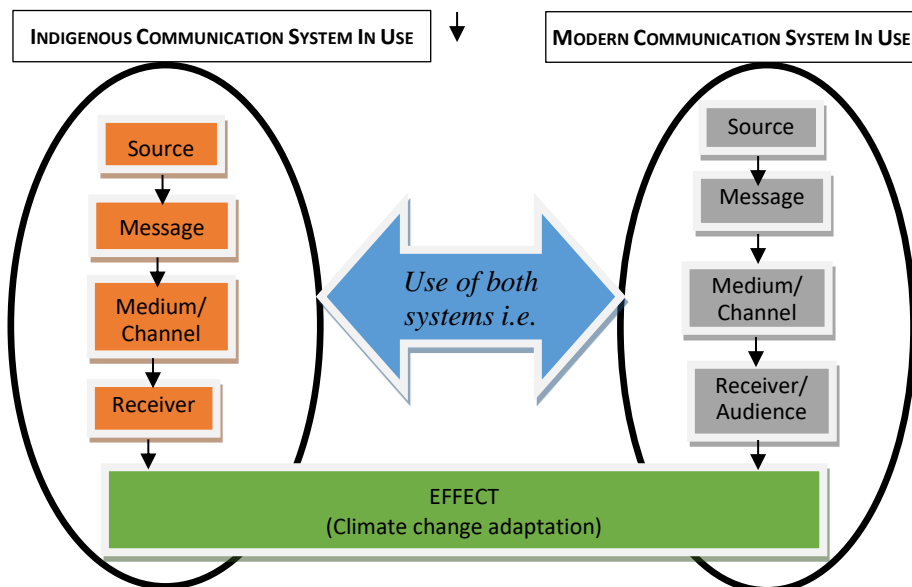 INDIGENOUS COMMUNICATION SYSTEM IN USE
MODERN COMMUNICATION SYSTEM IN USE
Source
Message
Medium/
Channel
Receiver
Use of both
systems i.e.
Source
Message
Medium/
Channel
Receiver/
Audience
EFFECT
(Climate change adaptation)